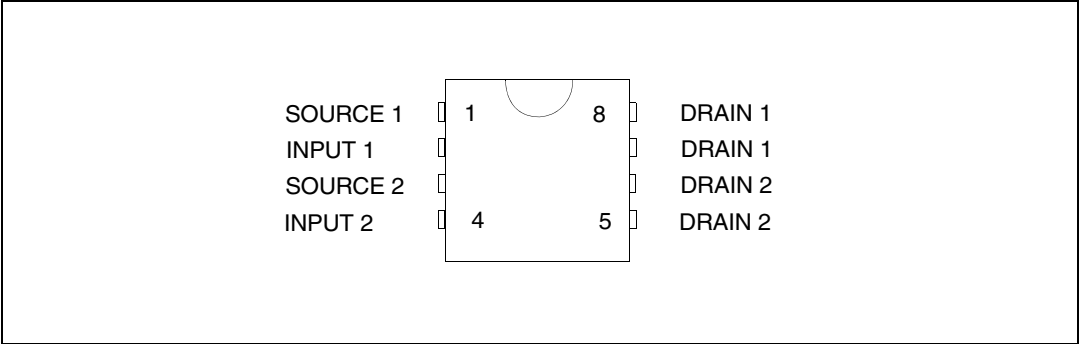 SOURCE 1 1 8 DRAIN 1
INPUT 1 DRAIN 1
SOURCE 2 DRAIN 2
INPUT 2 4 5 DRAIN 2